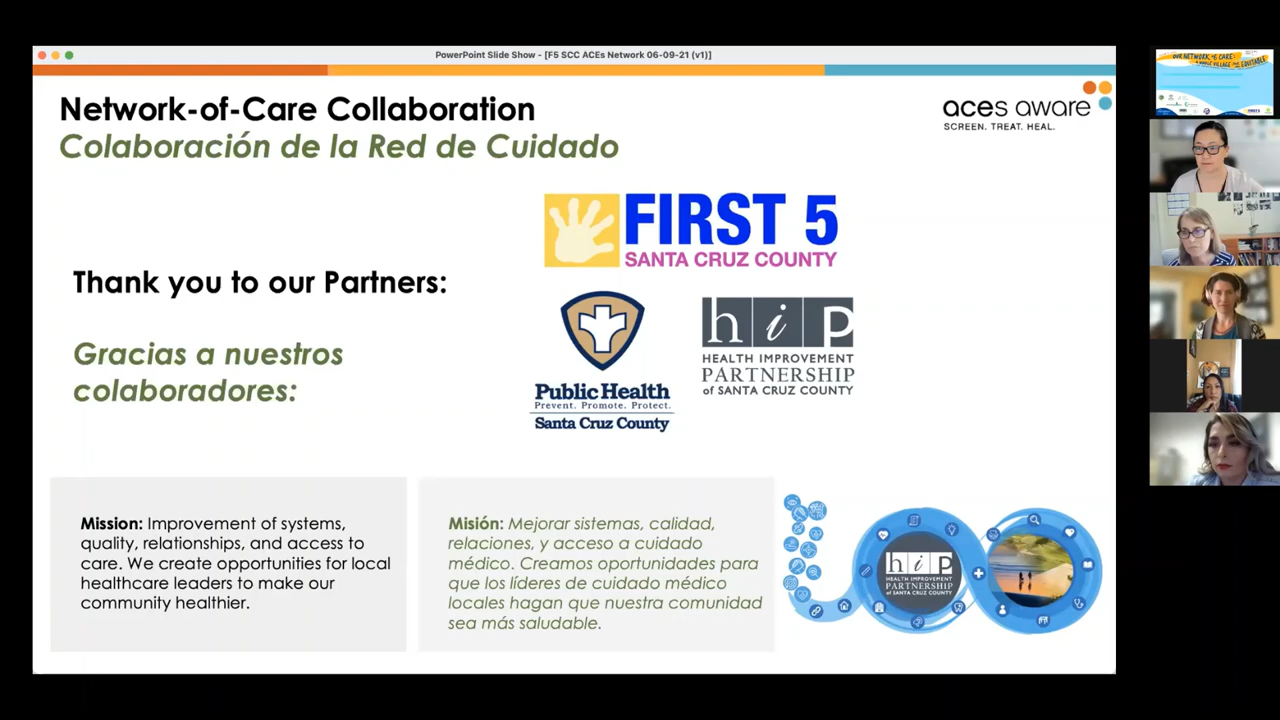 PowerPoint Slide Show - [F5 SCC ACEs Network 06-09-21 (v1)]
Network-of-Care Collaboration
Colaboración de la Red de Cuidado
aces aware
SCREEN. TREAT. HEAL.
FIRST 5
SANTA CRUZ COUNTY
Thank you to our Partners:
Gracias a nuestros
colaboradores:
Public Health
Prevent. Promote. Protect.
Santa Cruz County
hip
HEALTH IMPROVEMENT
PARTNERSHIP
of SANTA CRUZ COUNTY
Mission: Improvement of systems,
quality, relationships, and access to
care. We create opportunities for local
healthcare leaders to make our
community healthier.
Misión: Mejorar sistemas, calidad,
relaciones, y acceso a cuidado
médico. Creamos oportunidades para
que los líderes de cuidado médico
locales hagan que nuestra comunidad
sea más saludable.
hip
HEALTH IMPROVEMENT
PARTNERSHIP
of SANTA CRUZ COUNTY
OUR NETWORK of CARE: